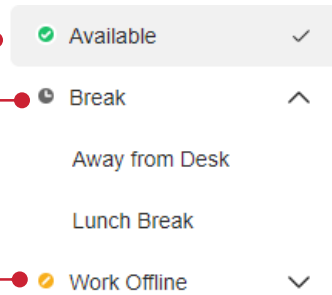 Available
Break
Away from Desk
Lunch Break
Work Offline